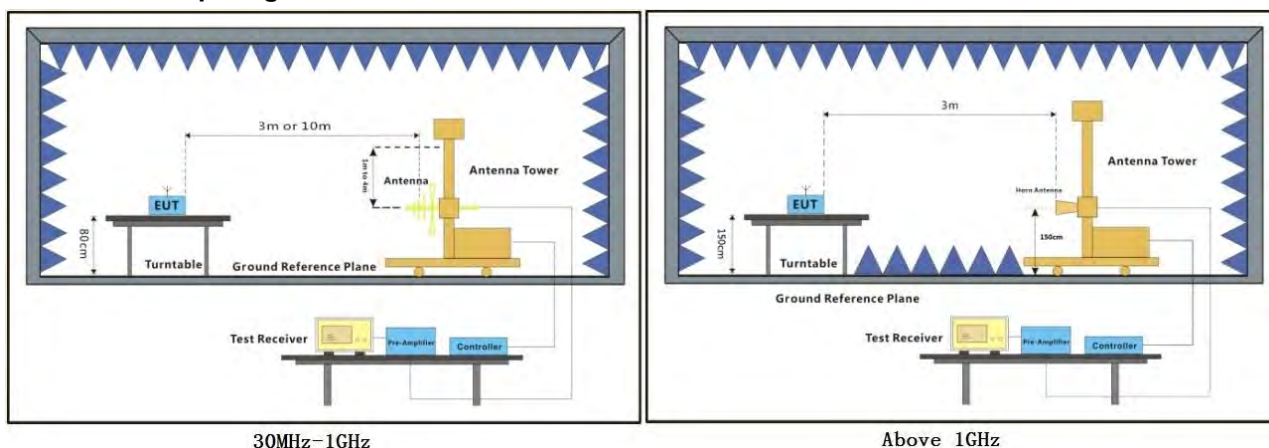 3m or 10m
1m to 4m
Antenna
Antenna Tower
EUT
80cm
Turntable
Ground Reference Plane
Test Receiver
Pre-Amplifier
Controller
30MHz-1GHz
3m
Antenna Tower
Horn Antenna
EUT
150cm
150cm
Turntable
Ground Reference Plane
Test Receiver
Pre-Amplifier
Controller
Above 1GHz